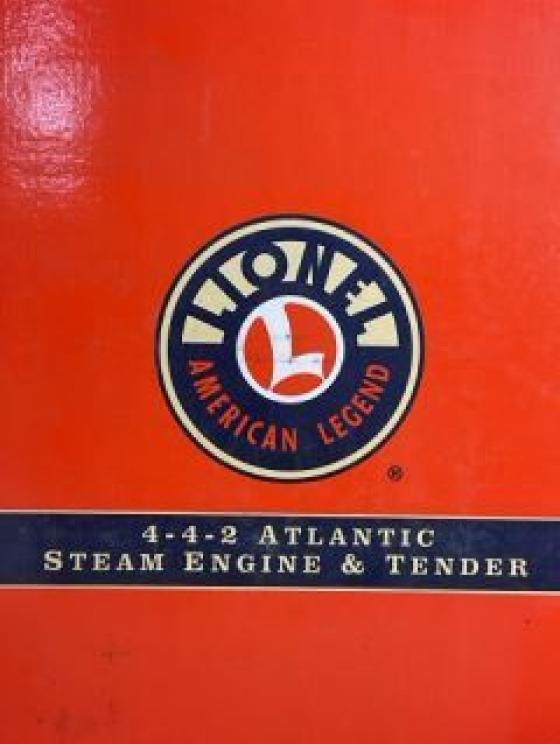 LIONEL
L
AMERICAN LEGEND
®
4-4-2 ATLANTIC
STEAM ENGINE & TENDER